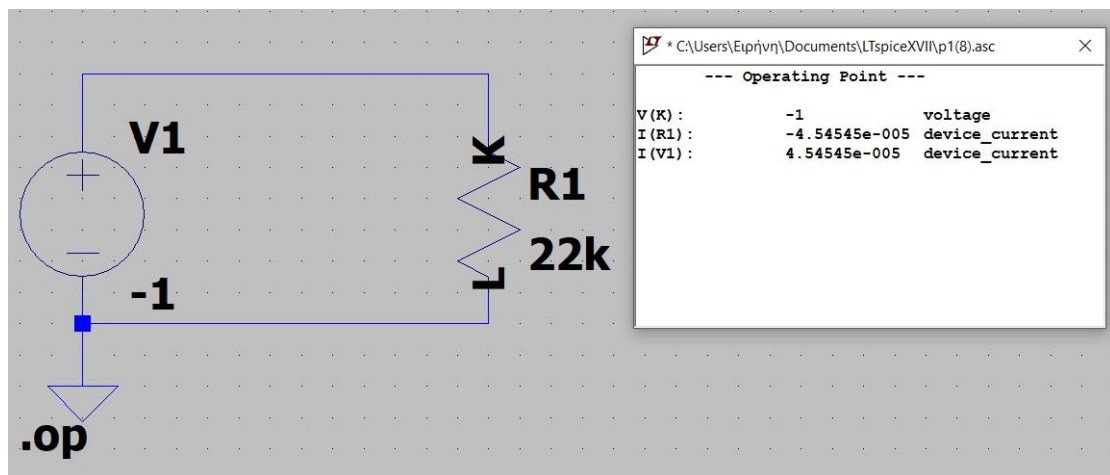 * C:\Users\Ειρήνη\Documents\LTspiceXVII\p1(8).asc
--- Operating Point ---
V(K): -1 voltage
I(R1): -4.54545e-005 device_current
I(V1): 4.54545e-005 device_current
V1
-1
K
R1
22k
L
.op